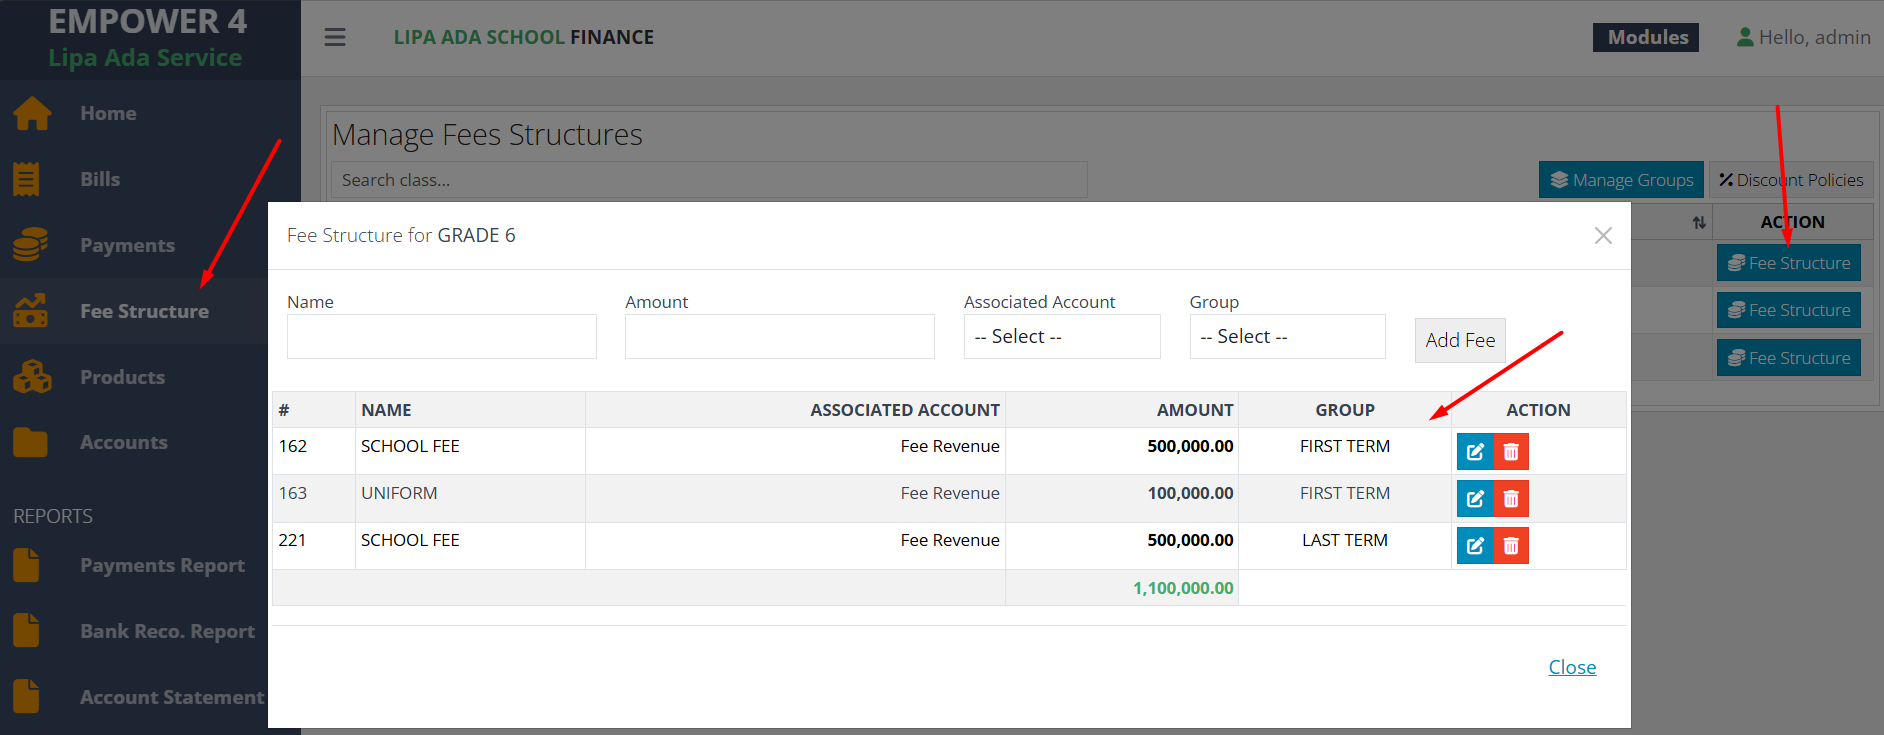 EMPOWER 4
Lipa Ada Service
LIPA ADA SCHOOL FINANCE
Modules
Hello, admin
Home
Bills
Payments
Fee Structure
Products
Accounts
REPORTS
Payments Report
Bank Reco. Report
Account Statement
Manage Fees Structures
Search class...
Manage Groups
Discount Policies
ACTION
Fee Structure
Fee Structure
Fee Structure
Fee Structure for GRADE 6
Name Amount Associated Account Group
-- Select -- -- Select -- Add Fee
# NAME ASSOCIATED ACCOUNT AMOUNT GROUP ACTION
162 SCHOOL FEE Fee Revenue 500,000.00 FIRST TERM
163 UNIFORM Fee Revenue 100,000.00 FIRST TERM
221 SCHOOL FEE Fee Revenue 500,000.00 LAST TERM
1,100,000.00
Close